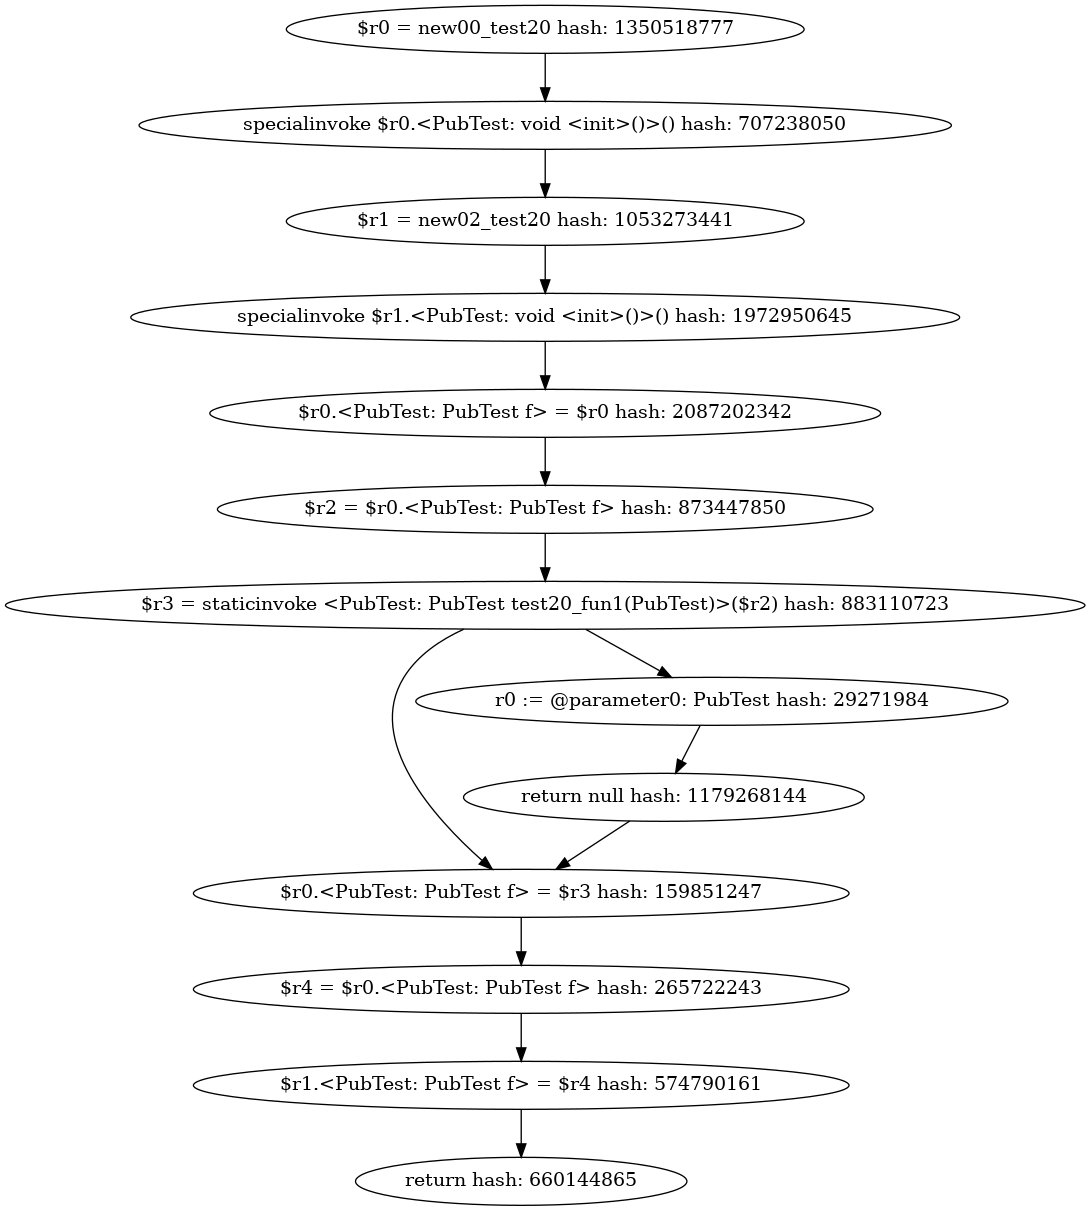 $r0 = new00_test20 hash: 1350518777
specialinvoke $r0.<PubTest: void <init>()>() hash: 707238050
$r1 = new02_test20 hash: 1053273441
specialinvoke $r1.<PubTest: void <init>()>() hash: 1972950645
$r0.<PubTest: PubTest f> = $r0 hash: 2087202342
$r2 = $r0.<PubTest: PubTest f> hash: 873447850
$r3 = staticinvoke <PubTest: PubTest test20_fun1(PubTest)>($r2) hash: 883110723
r0 := @parameter0: PubTest hash: 29271984
return null hash: 1179268144
$r0.<PubTest: PubTest f> = $r3 hash: 159851247
$r4 = $r0.<PubTest: PubTest f> hash: 265722243
$r1.<PubTest: PubTest f> = $r4 hash: 574790161
return hash: 660144865